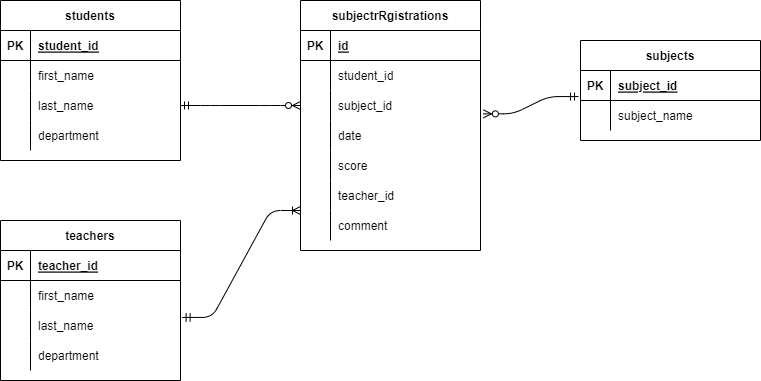 students
PK student_id
first_name
last_name
department
subjectrRgistrations
PK id
student_id
subject_id
date
score
teacher_id
comment
subjects
PK subject_id
subject_name
teachers
PK teacher_id
first_name
last_name
department